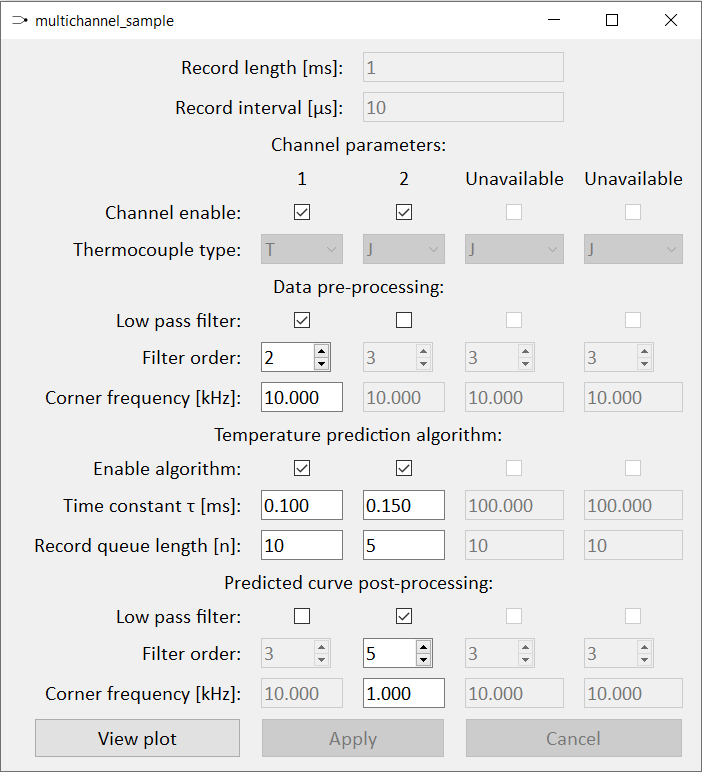 multichannel_sample
Record length [ms]: 1
Record interval [µs]: 10
Channel parameters:
1 2 Unavailable Unavailable
Channel enable:
Thermocouple type: T J J J
Data pre-processing:
Low pass filter:
Filter order: 2 3 3 3
Corner frequency [kHz]: 10.000 10.000 10.000 10.000
Temperature prediction algorithm:
Enable algorithm:
Time constant τ [ms]: 0.100 0.150 100.000 100.000
Record queue length [n]: 10 5 10 10
Predicted curve post-processing:
Low pass filter:
Filter order: 3 5 3 3
Corner frequency [kHz]: 10.000 1.000 10.000 10.000
View plot Apply Cancel